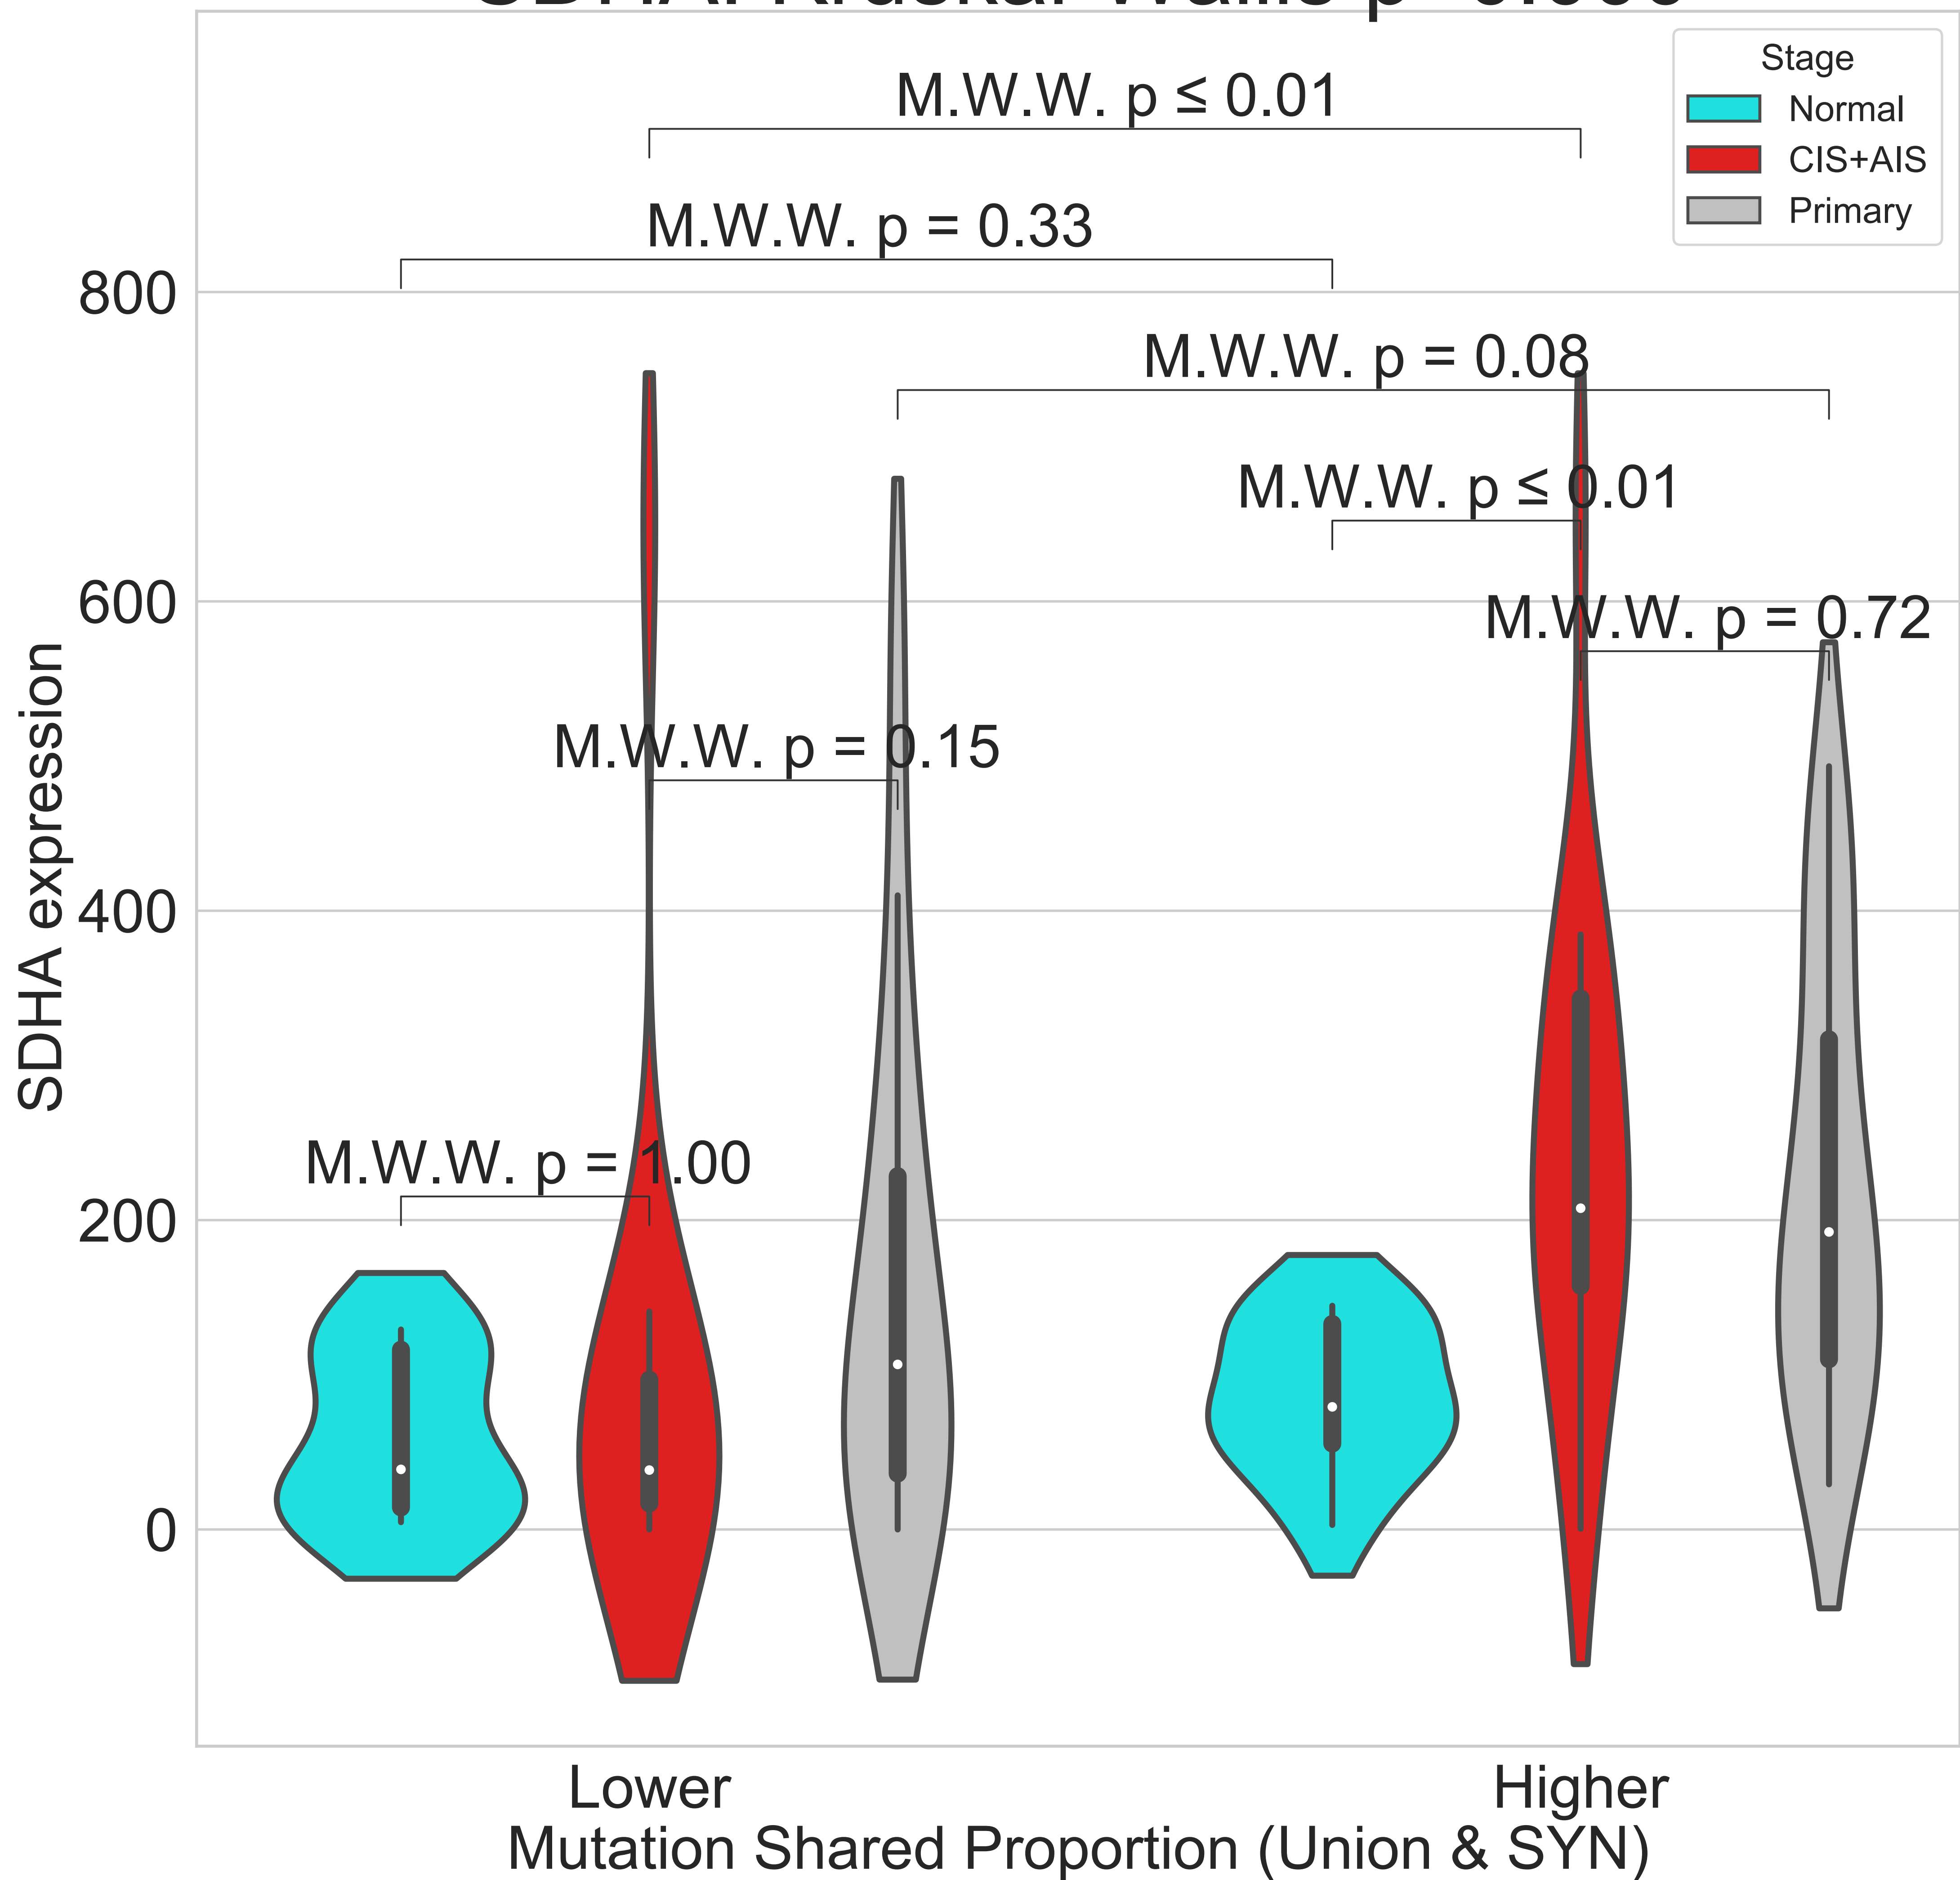 Stage
Normal
CIS+AIS
Primary
M.W.W. p ≤ 0.01
M.W.W. p = 0.33
M.W.W. p = 0.08
M.W.W. p ≤ 0.01
M.W.W. p = 0.72
M.W.W. p = 0.15
M.W.W. p = 1.00
800
600
400
200
0
SDHA expression
Lower
Higher
Mutation Shared Proportion (Union & SYN)